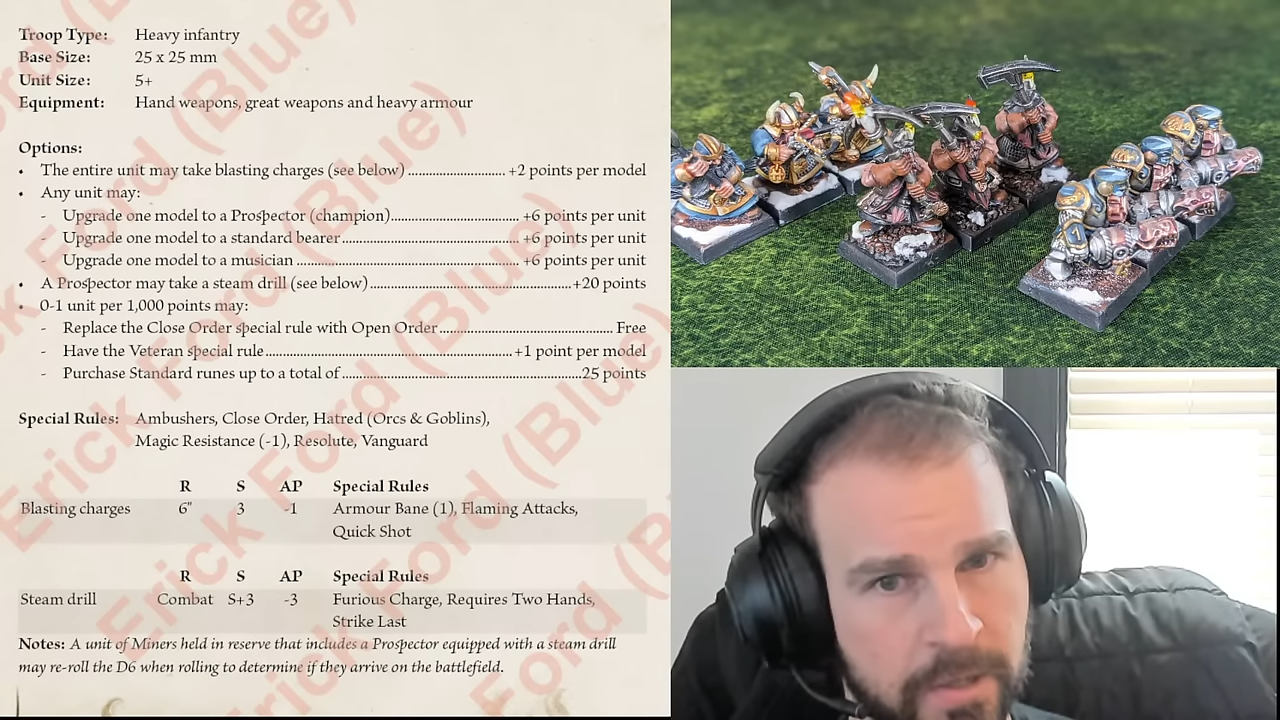 Troop Type: Heavy infantry
Base Size: 25 x 25 mm
Unit Size: 5+
Equipment: Hand weapons, great weapons and heavy armour
Options:
• The entire unit may take blasting charges (see below) ............................ +2 points per model
• Any unit may:
- Upgrade one model to a Prospector (champion)..................................... +6 points per unit
- Upgrade one model to a standard bearer.................................................. +6 points per unit
- Upgrade one model to a musician ............................................................ +6 points per unit
• A Prospector may take a steam drill (see below)..........................................................+20 points
• 0-1 unit per 1,000 points may:
- Replace the Close Order special rule with Open Order.................................................. Free
- Have the Veteran special rule......................................................................+1 point per model
- Purchase Standard runes up to a total of......................................................................25 points
Special Rules: Ambushers, Close Order, Hatred (Orcs & Goblins),
Magic Resistance (-1), Resolute, Vanguard
R S AP Special Rules
Blasting charges 6" 3 -1 Armour Bane (1), Flaming Attacks,
Quick Shot
R S AP Special Rules
Steam drill Combat S+3 -3 Furious Charge, Requires Two Hands,
Strike Last
Notes: A unit of Miners held in reserve that includes a Prospector equipped with a steam drill
may re-roll the D6 when rolling to determine if they arrive on the battlefield.
Erick Ford (Blue)
Erick Ford (Blue)
Erick Ford (Blue)